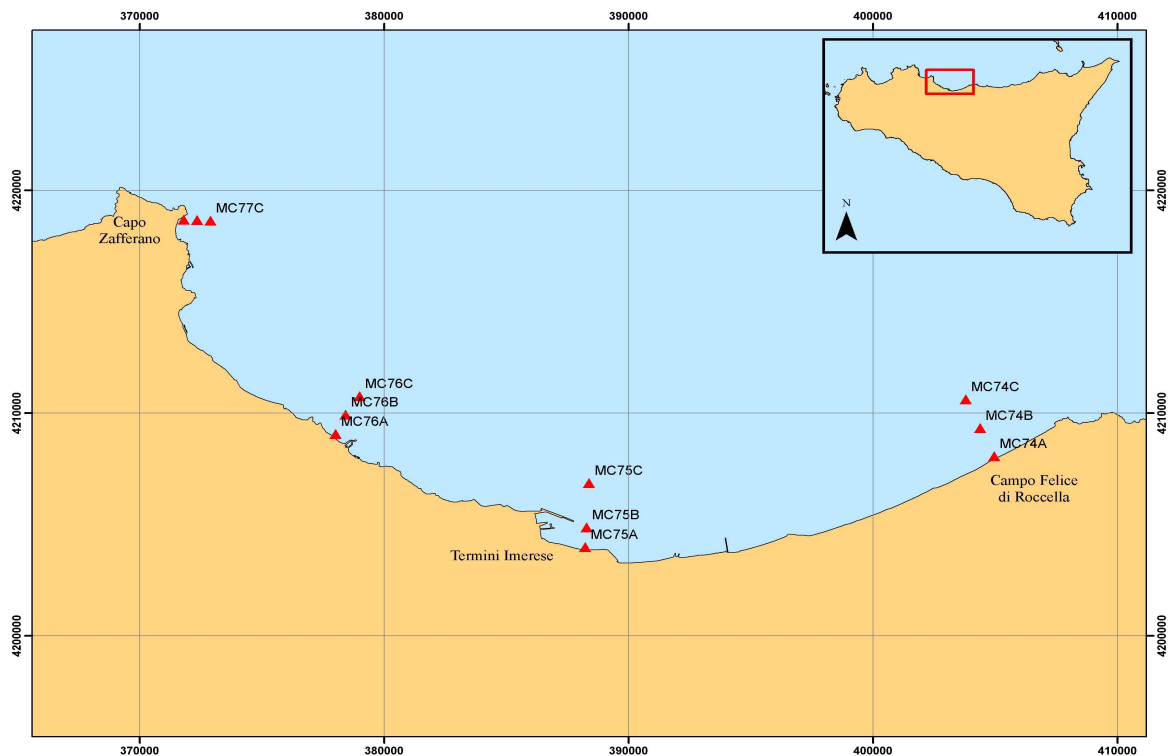 370000
380000
390000
400000
410000
N
4220000
4220000
MC77C
Capo
Zafferano
MC76C
MC76B
MC76A
4210000
4210000
MC74C
MC74B
MC74A
Campo Felice
di Roccella
MC75C
MC75B
MC75A
Termini Imerese
4200000
4200000
370000
380000
390000
400000
410000